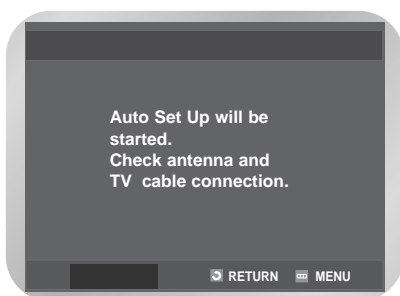 Auto Set Up will be
started.
Check antenna and
TV cable connection.
RETURN MENU